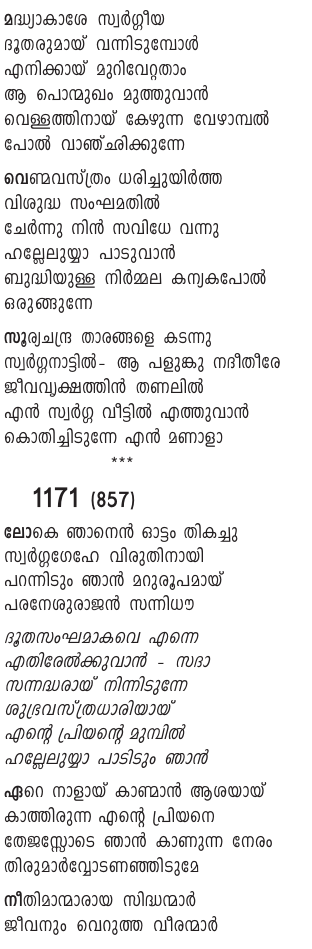 മദ്ധ്യാകാശേ സ്വർഗ്ഗീയ
ദൂതരുമായ് വന്നിടുമ്പോൾ
എനിക്കായ് മുറിവേറ്റതാം
ആ പൊന്മുഖം മുത്തുവാൻ
വെള്ളത്തിനായ് കേഴുന്ന വേഴാമ്പൽ
പോൽ വാഞ്ഛിക്കുന്നേ
വെണ്മവസ്ത്രം ധരിച്ചുയിർത്ത
വിശുദ്ധ സംഘമതിൽ
ചേർന്നു നിൻ സവിധേ വന്നു
ഹല്ലേലുയ്യാ പാടുവാൻ
ബുദ്ധിയുള്ള നിർമ്മല കന്യകപോൽ
ഒരുങ്ങുന്നേ
സൂര്യചന്ദ്ര താരങ്ങളെ കടന്നു
സ്വർഗ്ഗനാട്ടിൽ- ആ പളുങ്കു നദീതീരേ
ജീവവൃക്ഷത്തിൻ തണലിൽ
എൻ സ്വർഗ്ഗ വീട്ടിൽ എത്തുവാൻ
കൊതിച്ചിടുന്നേ എൻ മണാളാ
***
1171 (857)
ലോകെ ഞാനെൻ ഓട്ടം തികച്ചു
സ്വർഗ്ഗഗേഹേ വിരുതിനായി
പറന്നിടും ഞാൻ മറുരൂപമായ്
പരനേശുരാജൻ സന്നിധൗ
ദൂതസംഘമാകവെ എന്നെ
എതിരേൽക്കുവാൻ - സദാ
സന്നദ്ധരായ് നിന്നിടുന്നേ
ശുഭ്രവസ്ത്രധാരിയായ്
എന്റെ പ്രിയന്റെ മുമ്പിൽ
ഹല്ലേലുയ്യാ പാടിടും ഞാൻ
ഏറെ നാളായ് കാണ്മാൻ ആശയായ്
കാത്തിരുന്ന എന്റെ പ്രിയനെ
തേജസ്സോടെ ഞാൻ കാണുന്ന നേരം
തിരുമാർവ്വോടണഞ്ഞിടുമേ
നീതിമാന്മാരായ സിദ്ധന്മാർ
ജീവനും വെറുത്ത വീരന്മാർ